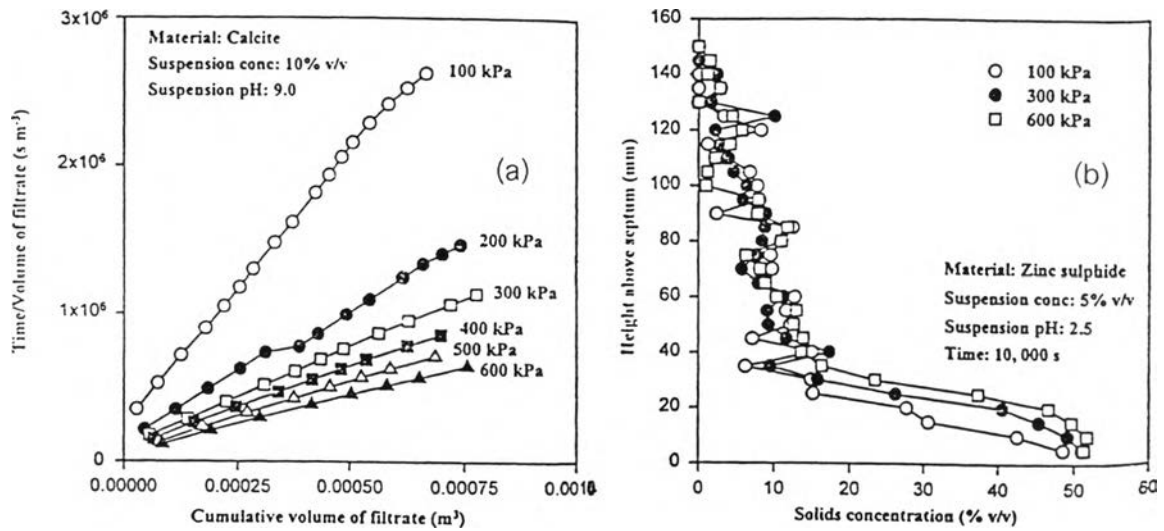 3x10⁶
Material: Calcite
Suspension conc: 10% v/v
Suspension pH: 9.0
100 kPa
(a)
2x10⁶
200 kPa
300 kPa
1x10⁶
400 kPa
500 kPa
600 kPa
0
0.00000 0.00025 0.00050 0.00075 0.0010
Time/Volume of filtrate (s m⁻³)
Cumulative volume of filtrate (m³)
160
140
120
100
80
60
40
20
00
100 kPa
300 kPa
600 kPa
(b)
Material: Zinc sulphide
Suspension conc: 5% v/v
Suspension pH: 2.5
Time: 10, 000 s
0 10 20 30 40 50 60
Height above septum (mm)
Solids concentration (% v/v)